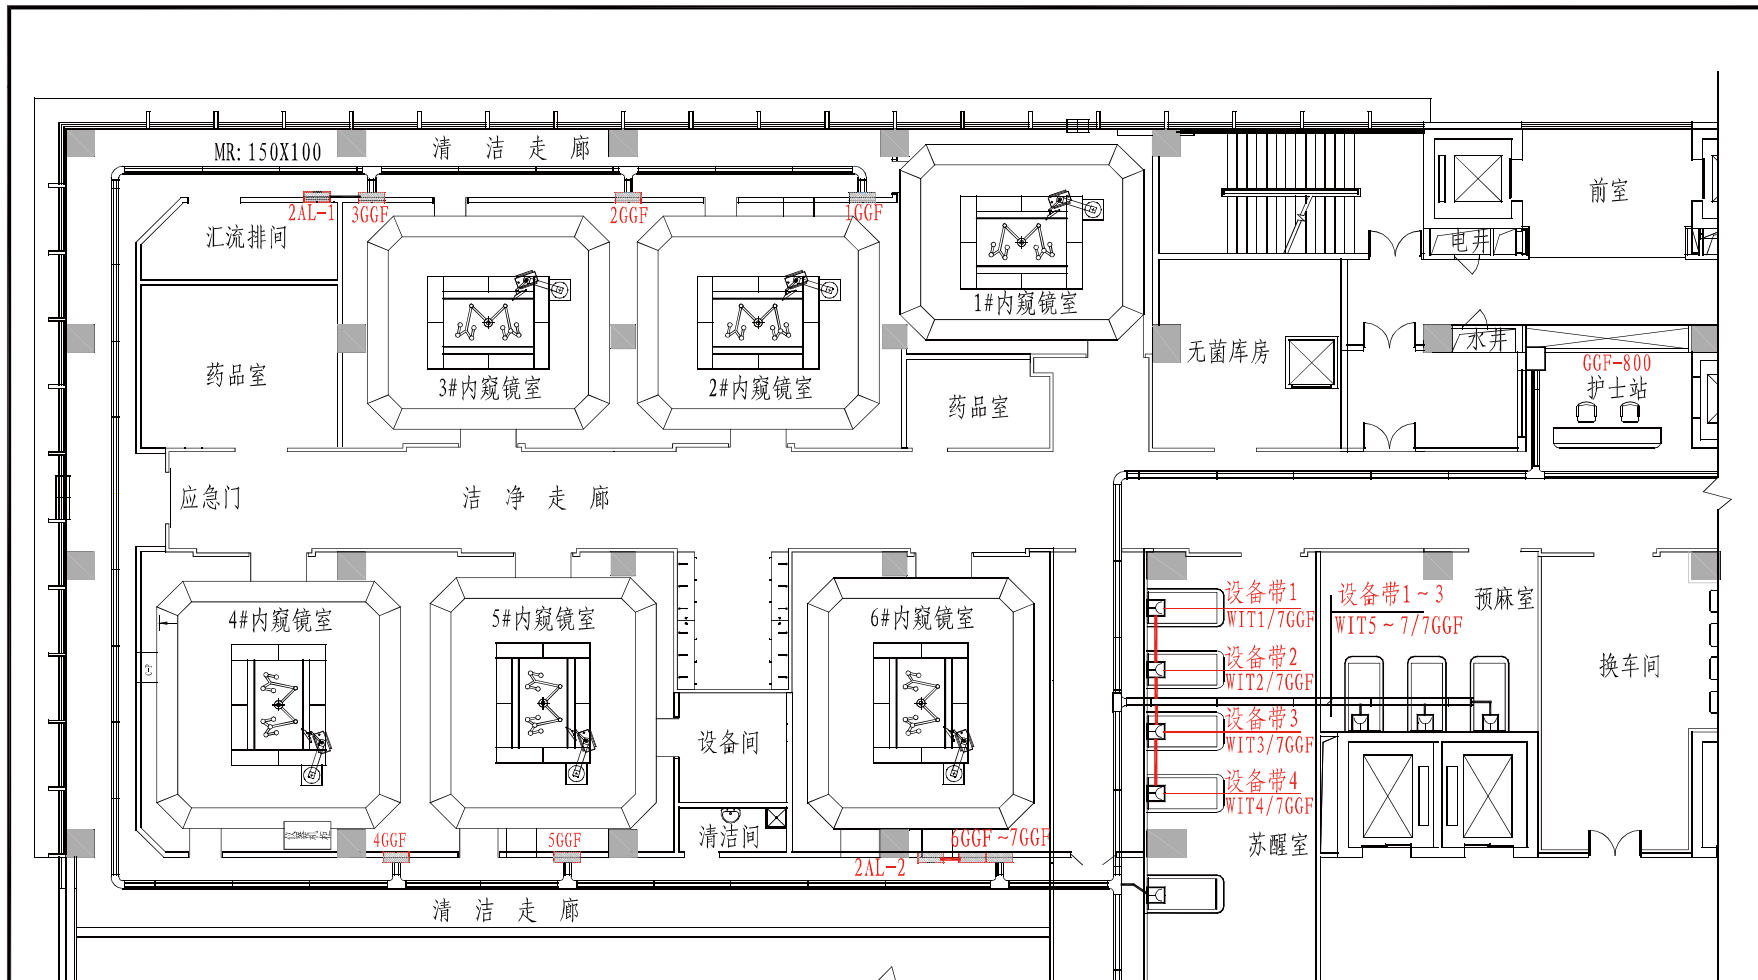 清 洁 走 廊
MR: 150X100
2AL-1
3GGF
2GGF
1GGF
前室
电井
汇流排间
1#内窥镜室
无菌库房
水井
GGF-800
护士站
药品室
3#内窥镜室
2#内窥镜室
药品室
应急门
洁 净 走 廊
设备带1
WIT1/7GGF
设备带1～3
WIT5～7/7GGF
预麻室
4#内窥镜室
5#内窥镜室
6#内窥镜室
设备带2
WIT2/7GGF
换车间
设备带3
WIT3/7GGF
设备间
设备带4
WIT4/7GGF
4GGF
5GGF
清洁间
6GGF～7GGF
苏醒室
2AL-2
清 洁 走 廊